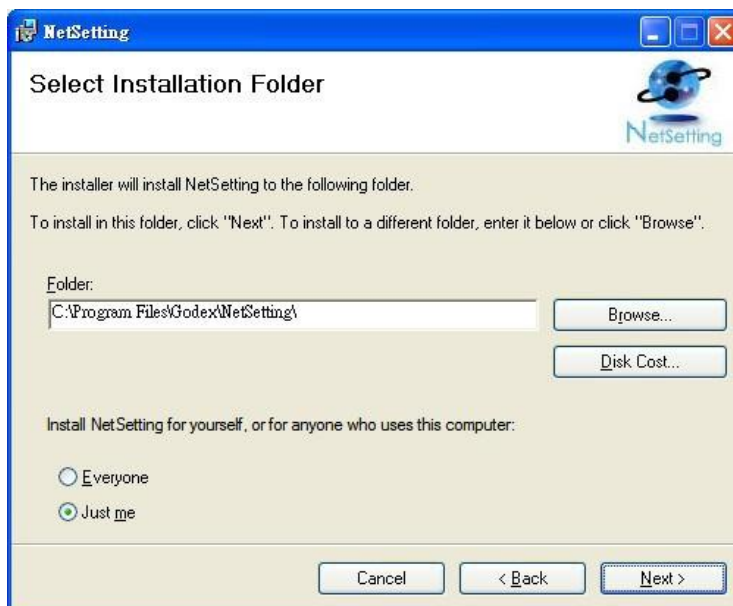 NetSetting
Select Installation Folder
NetSetting
The installer will install NetSetting to the following folder.
To install in this folder, click "Next". To install to a different folder, enter it below or click "Browse".
Folder:
C:\Program Files\Godex\NetSetting\
Browse...
Disk Cost...
Install NetSetting for yourself, or for anyone who uses this computer:
Everyone
Just me
Cancel
< Back
Next >